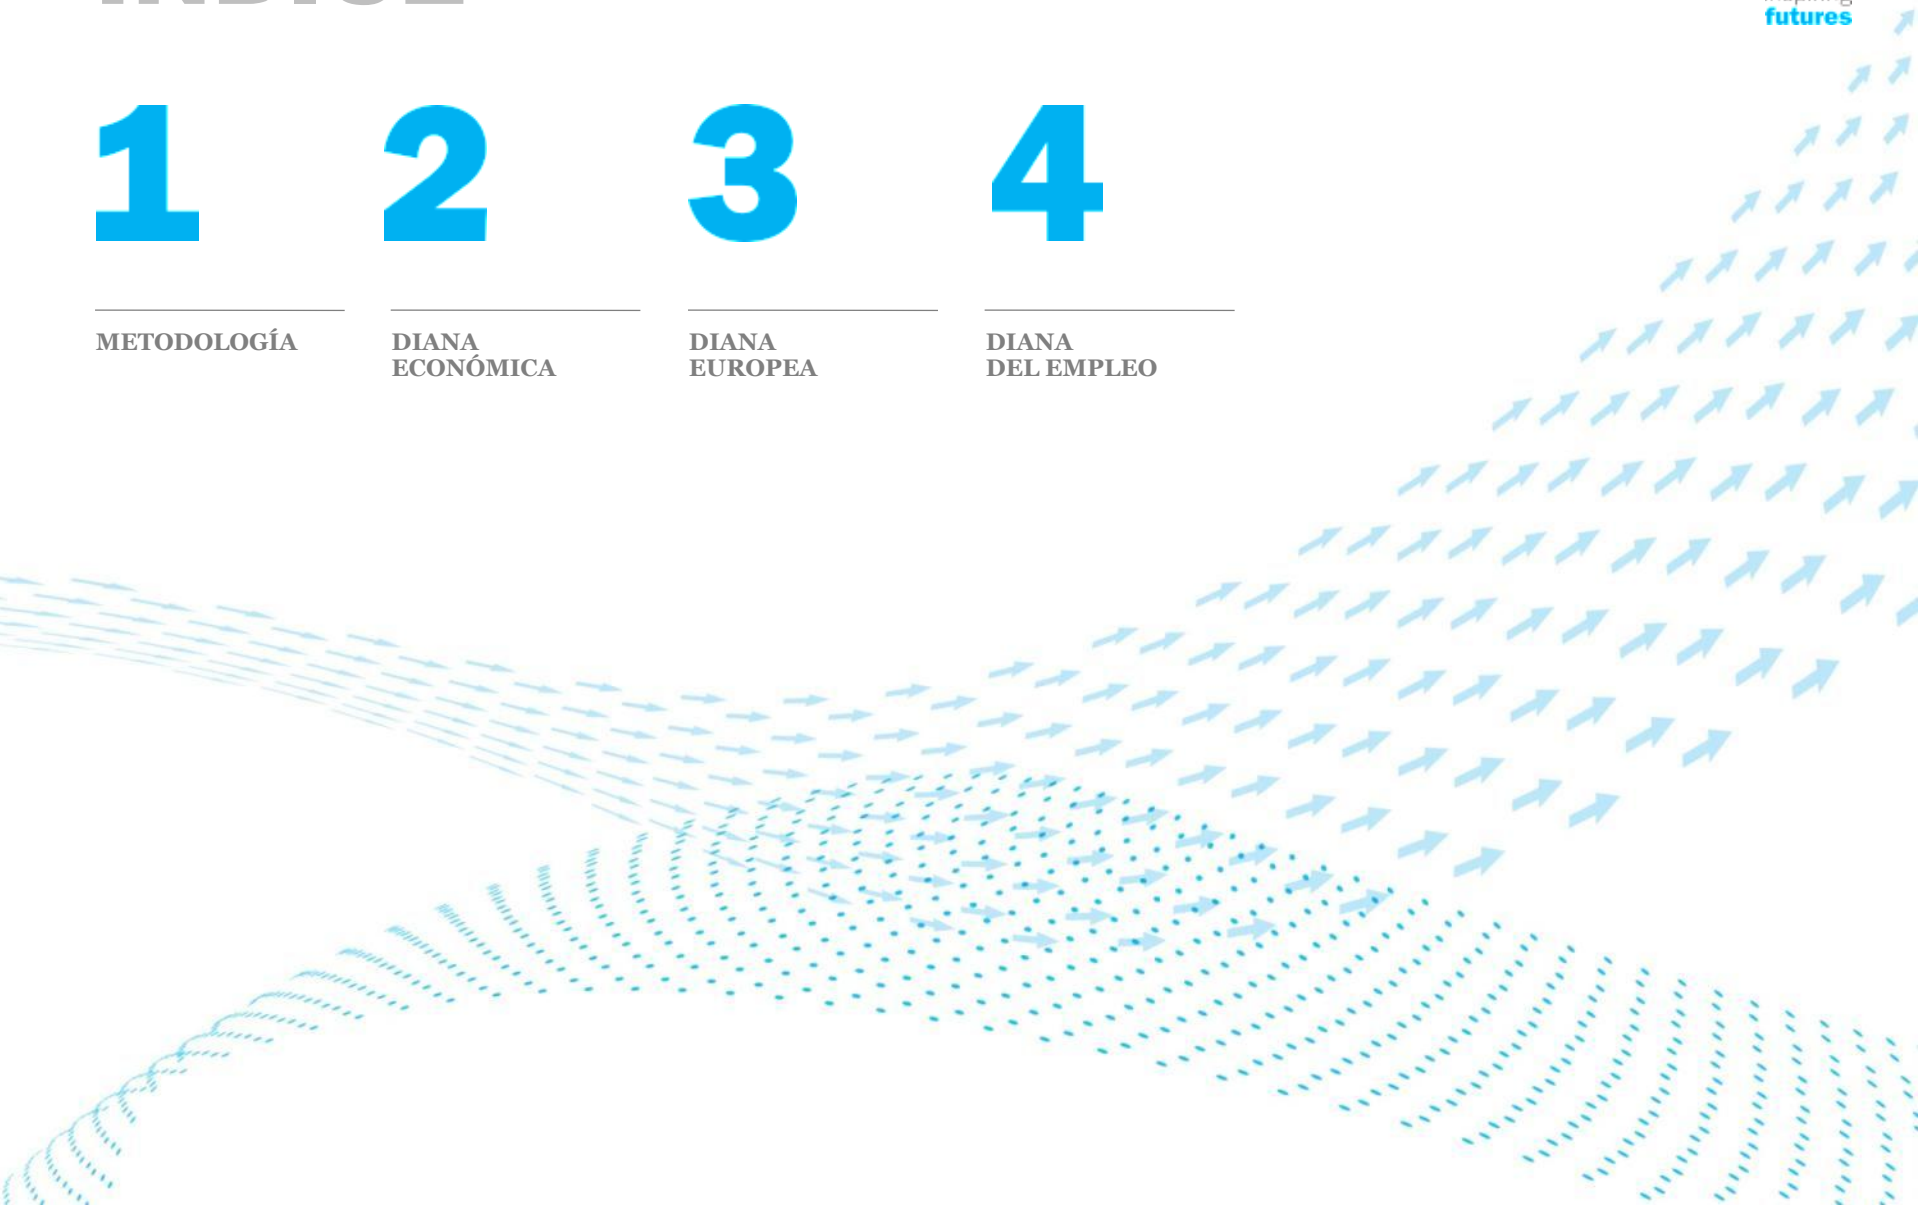 futures
1
2
3
4
METODOLOGÍA
DIANA
ECONÓMICA
DIANA
EUROPEA
DIANA
DEL EMPLEO